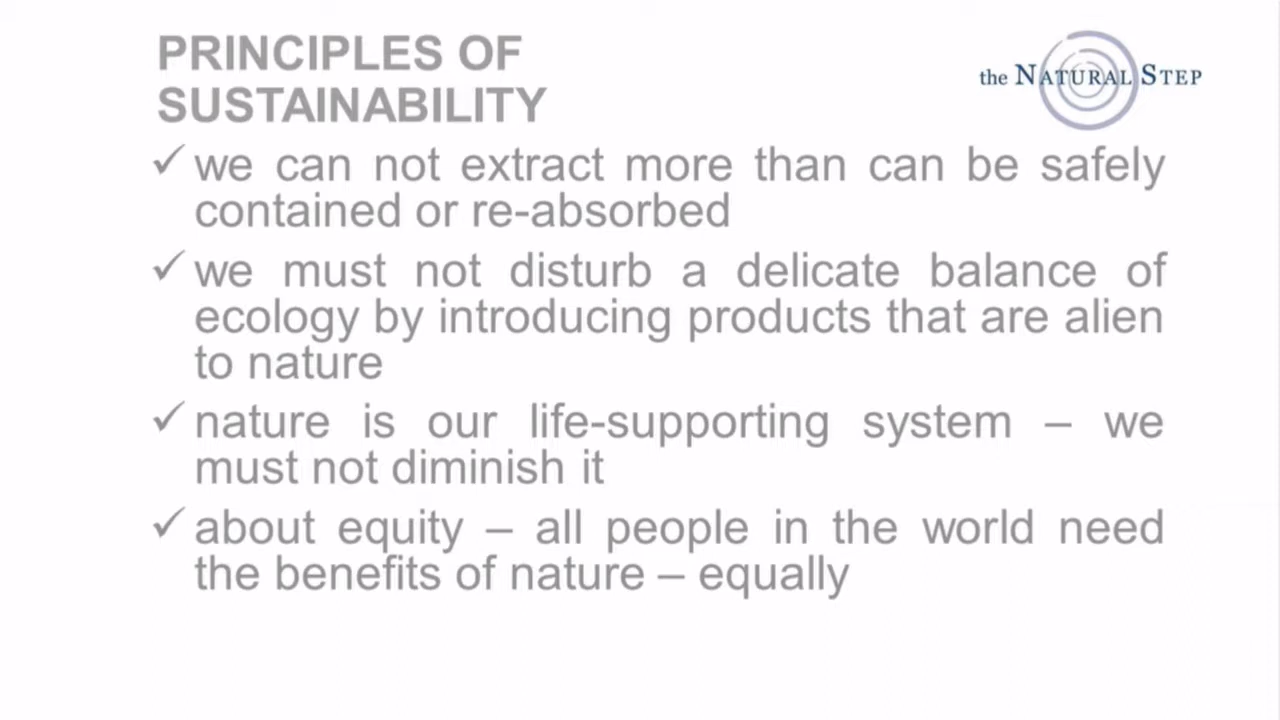 PRINCIPLES OF
SUSTAINABILITY
the NATURAL STEP
✓ we can not extract more than can be safely
contained or re-absorbed
✓ we must not disturb a delicate balance of
ecology by introducing products that are alien
to nature
✓ nature is our life-supporting system – we
must not diminish it
✓ about equity – all people in the world need
the benefits of nature – equally